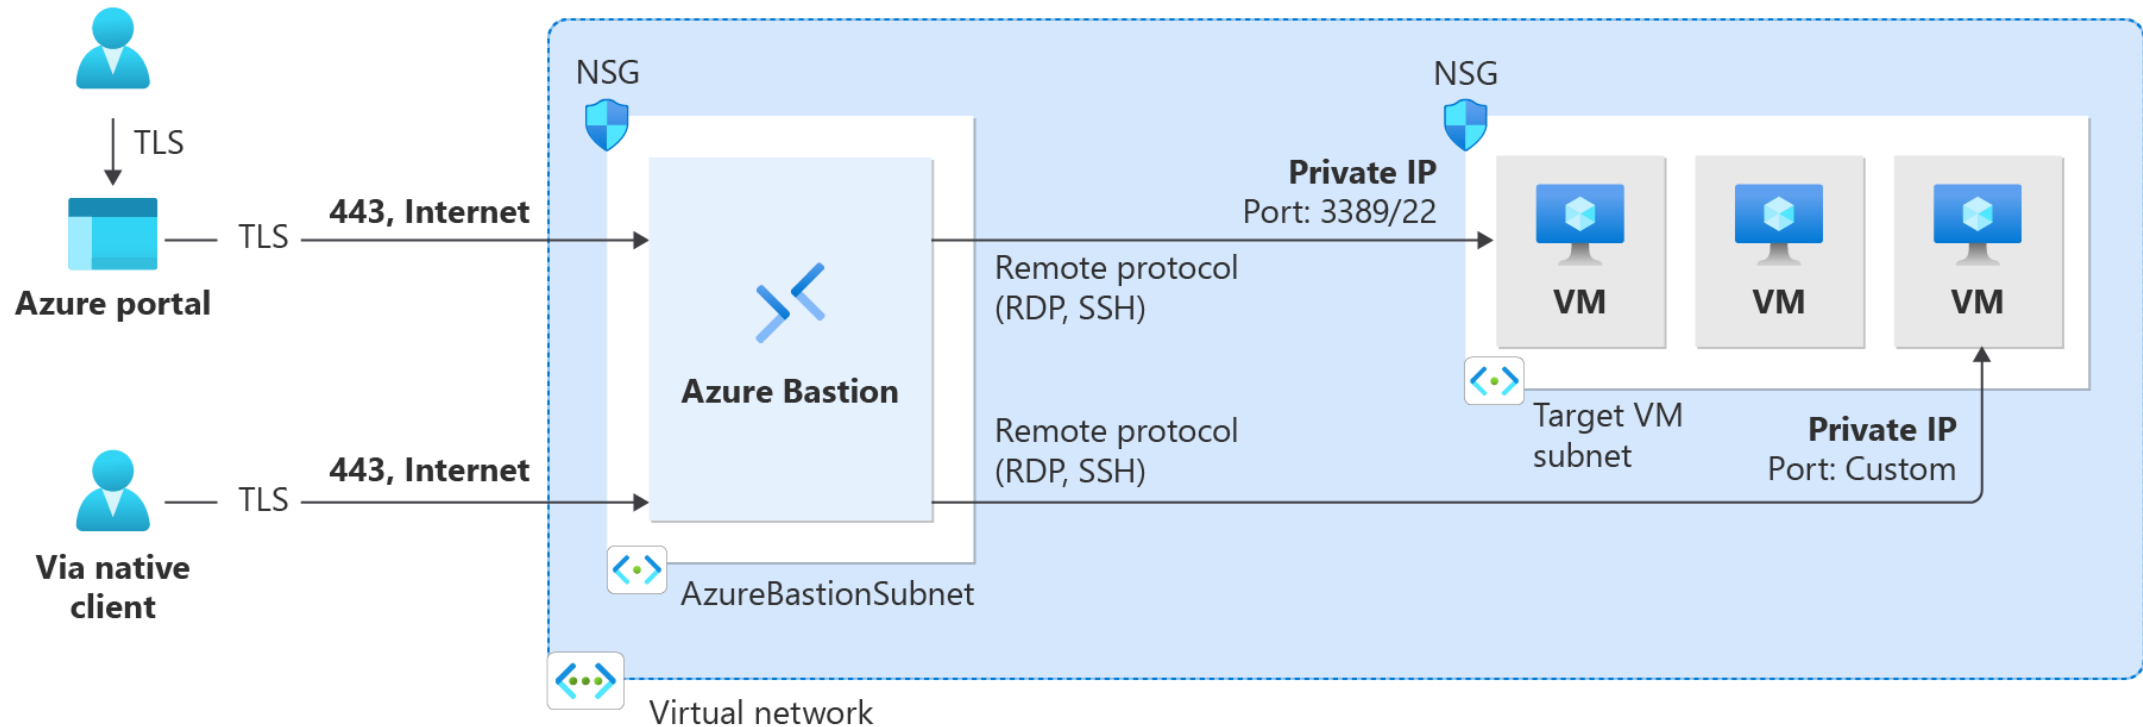 NSG
NSG
TLS
Private IP
Port: 3389/22
443, Internet
TLS
Azure portal
Remote protocol
(RDP, SSH)
VM
VM
VM
Azure Bastion
Target VM
subnet
Private IP
Port: Custom
443, Internet
TLS
Remote protocol
(RDP, SSH)
Via native
client
AzureBastionSubnet
Virtual network